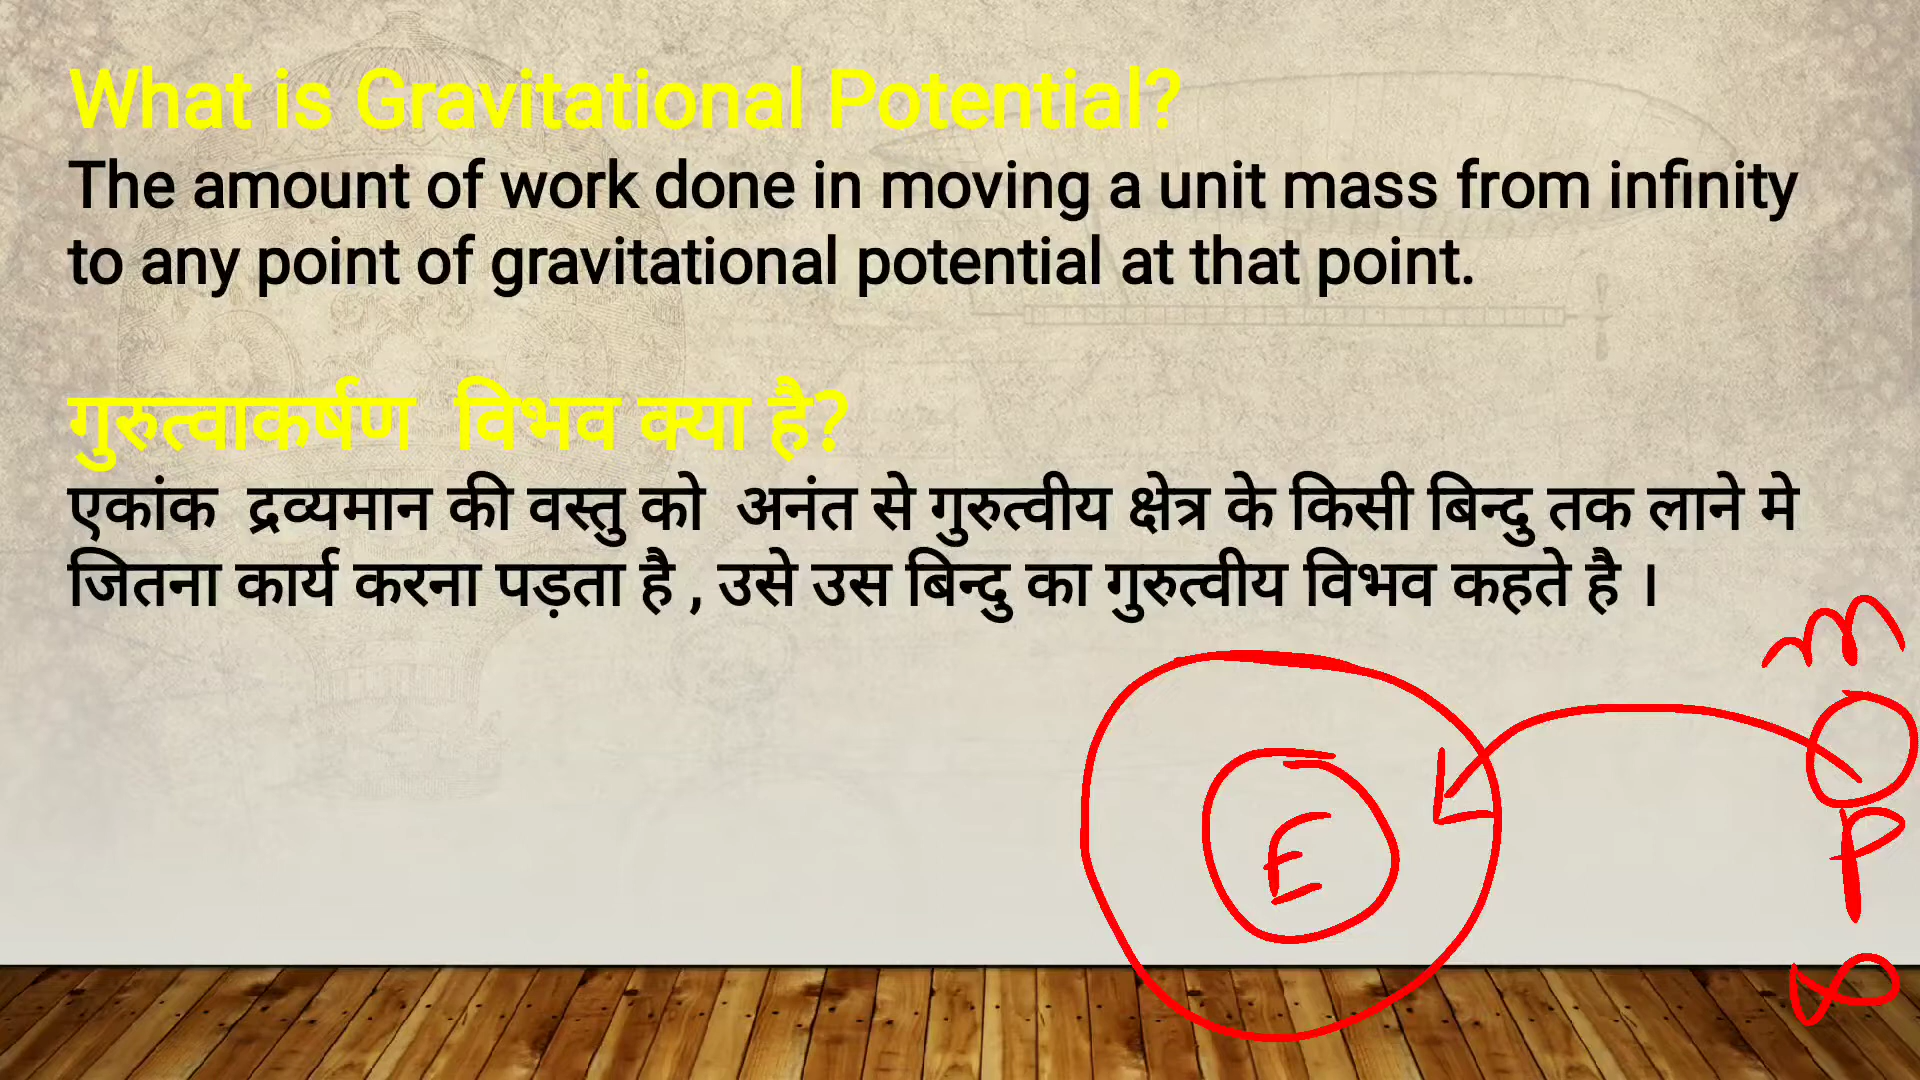 What is Gravitational Potential?
The amount of work done in moving a unit mass from infinity
to any point of gravitational potential at that point.
गुरुत्वाकर्षण विभव क्या है?
एकांक द्रव्यमान की वस्तु को अनंत से गुरुत्वीय क्षेत्र के किसी बिन्दु तक लाने मे
जितना कार्य करना पड़ता है , उसे उस बिन्दु का गुरुत्वीय विभव कहते है ।
m
E
P
∞